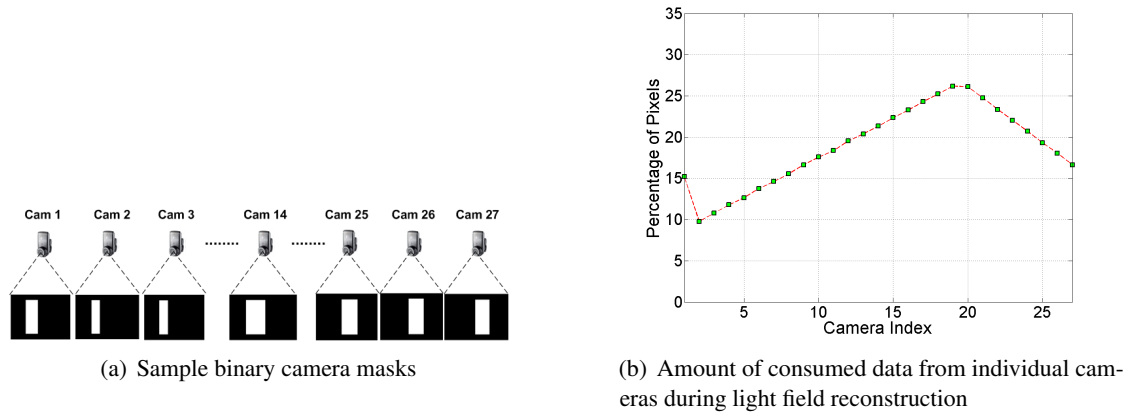 Cam 1 Cam 2 Cam 3 Cam 14 Cam 25 Cam 26 Cam 27
(a) Sample binary camera masks
Percentage of Pixels
35
30
25
20
15
10
5
0
5 10 15 20 25
Camera Index
(b) Amount of consumed data from individual cam-
eras during light field reconstruction